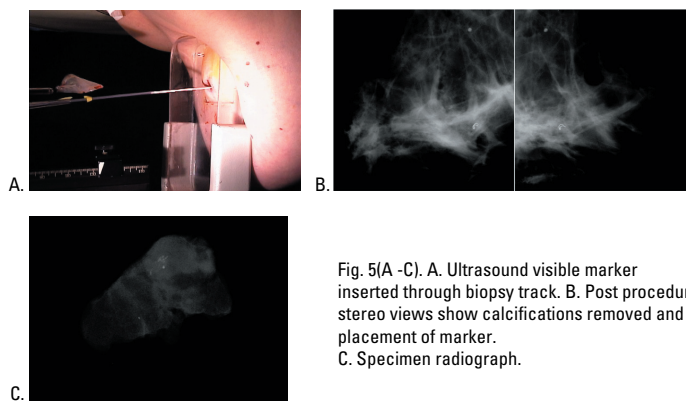 A.
B.
Fig. 5(A -C). A. Ultrasound visible marker
inserted through biopsy track. B. Post procedur
stereo views show calcifications removed and
placement of marker.
C. Specimen radiograph.
C.